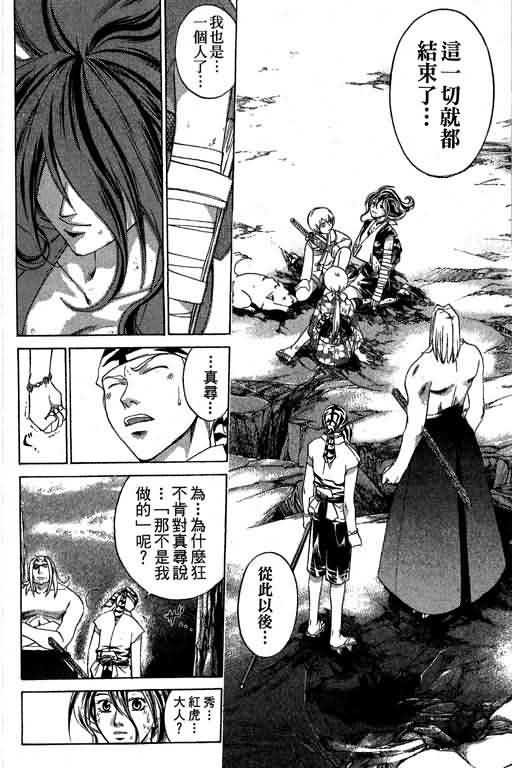 這一切就都
結束了…
從此以後…
我也是…
一個人了…
…真尋…
為…為什麼狂
不肯對真尋說
…「那不是我
做的」呢?
秀…
紅虎…
大人?